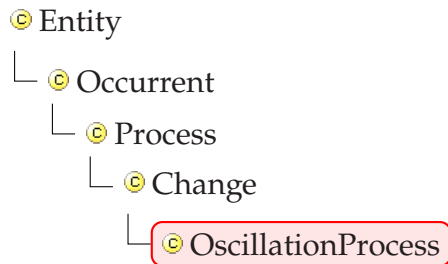 © Entity
© Occurrent
© Process
© Change
© OscillationProcess